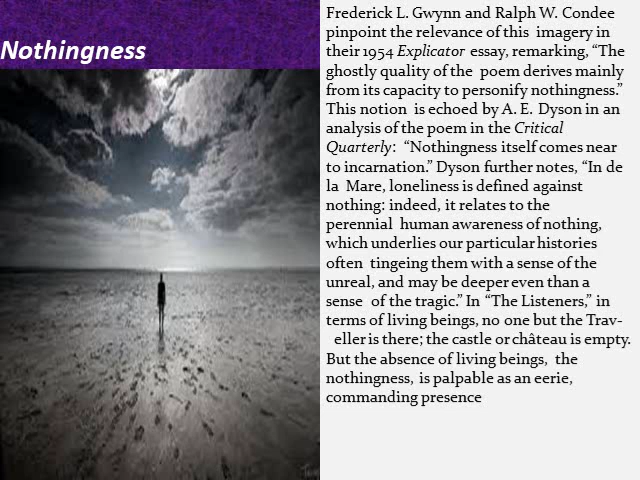 Nothingness
Frederick L. Gwynn and Ralph W. Condee
pinpoint the relevance of this imagery in
their 1954 Explicator essay, remarking, “The
ghostly quality of the poem derives mainly
from its capacity to personify nothingness.”
This notion is echoed by A. E. Dyson in an
analysis of the poem in the Critical
Quarterly: “Nothingness itself comes near
to incarnation.” Dyson further notes, “In de
la Mare, loneliness is defined against
nothing: indeed, it relates to the
perennial human awareness of nothing,
which underlies our particular histories
often tingeing them with a sense of the
unreal, and may be deeper even than a
sense of the tragic.” In “The Listeners,” in
terms of living beings, no one but the Trav-
eller is there; the castle or château is empty.
But the absence of living beings, the
nothingness, is palpable as an eerie,
commanding presence